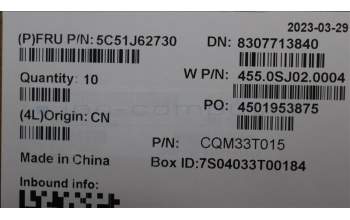 2023-03-29
(P)FRU P/N: 5C51J62730
DN: 8307713840
Quantity: 10
W P/N: 455.0SJ02.0004
PO: 4501953875
(4L)Origin: CN
P/N: CQM33T015
Made in China
Box ID:7S04033T00184
Inbound info: